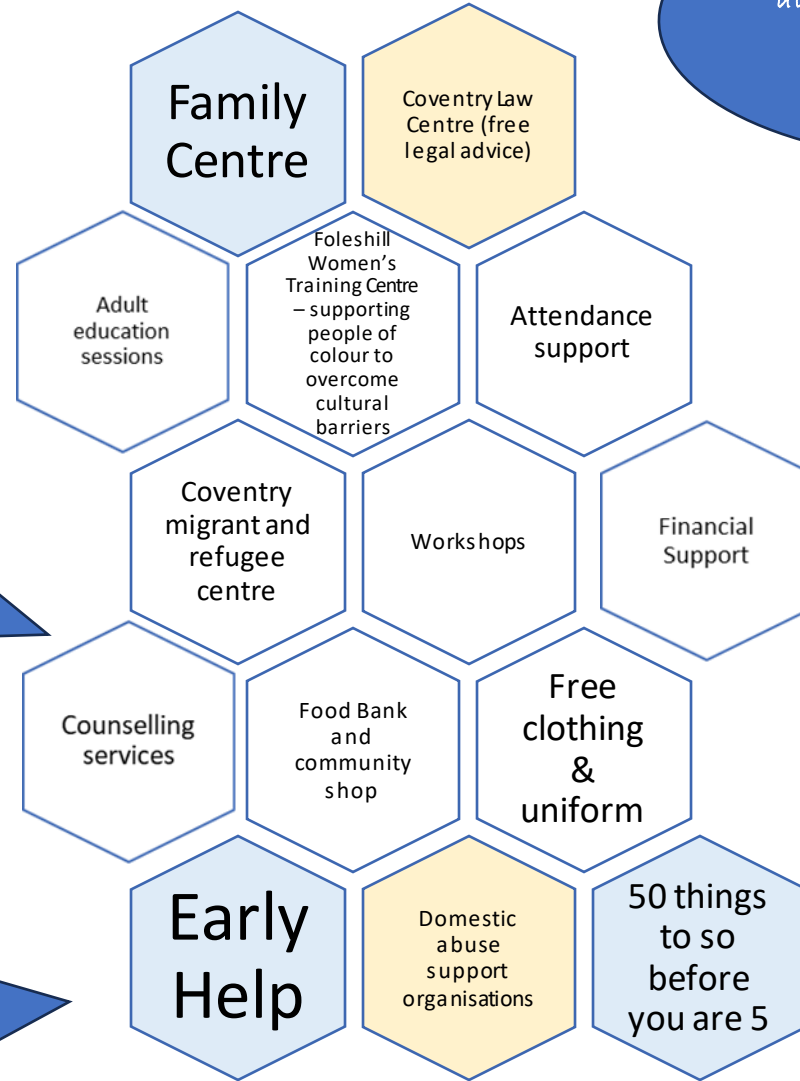 Family
Centre
Coventry Law
Centre (free
legal advice)
Adult
education
sessions
Foleshill
Women’s
Training Centre
– supporting
people of
colour to
overcome
cultural
barriers
Attendance
support
Coventry
migrant and
refugee
centre
Workshops
Financial
Support
Counselling
services
Food Bank
and
community
shop
Free
clothing
&
uniform
Early
Help
Domestic
abuse
support
organisations
50 things
to so
before
you are 5